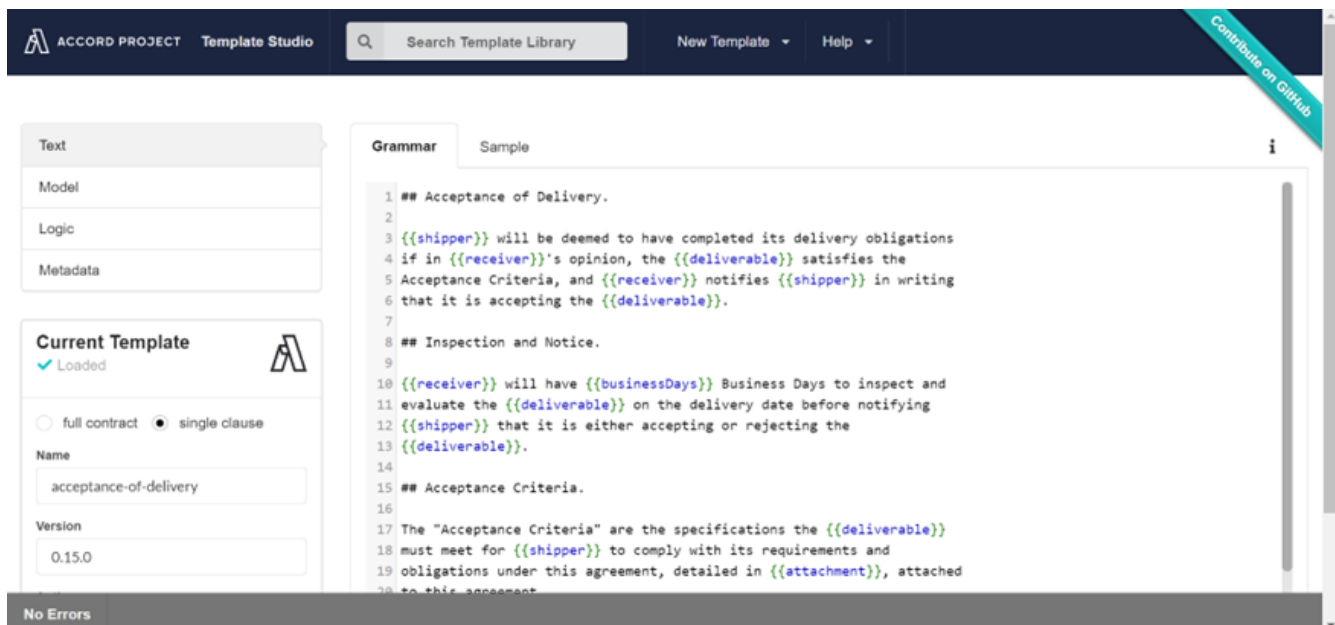 ACCORD PROJECT Template Studio Search Template Library New Template Help
Contribute on GitHub
Text
Model
Logic
Metadata
Current Template
Loaded
full contract single clause
Name
acceptance-of-delivery
Version
0.15.0
Grammar Sample i
1 ## Acceptance of Delivery.
2
3 {{shipper}} will be deemed to have completed its delivery obligations
4 if in {{receiver}}'s opinion, the {{deliverable}} satisfies the
5 Acceptance Criteria, and {{receiver}} notifies {{shipper}} in writing
6 that it is accepting the {{deliverable}}.
7
8 ## Inspection and Notice.
9
10 {{receiver}} will have {{businessDays}} Business Days to inspect and
11 evaluate the {{deliverable}} on the delivery date before notifying
12 {{shipper}} that it is either accepting or rejecting the
13 {{deliverable}}.
14
15 ## Acceptance Criteria.
16
17 The "Acceptance Criteria" are the specifications the {{deliverable}}
18 must meet for {{shipper}} to comply with its requirements and
19 obligations under this agreement, detailed in {{attachment}}, attached
20 to this agreement
No Errors